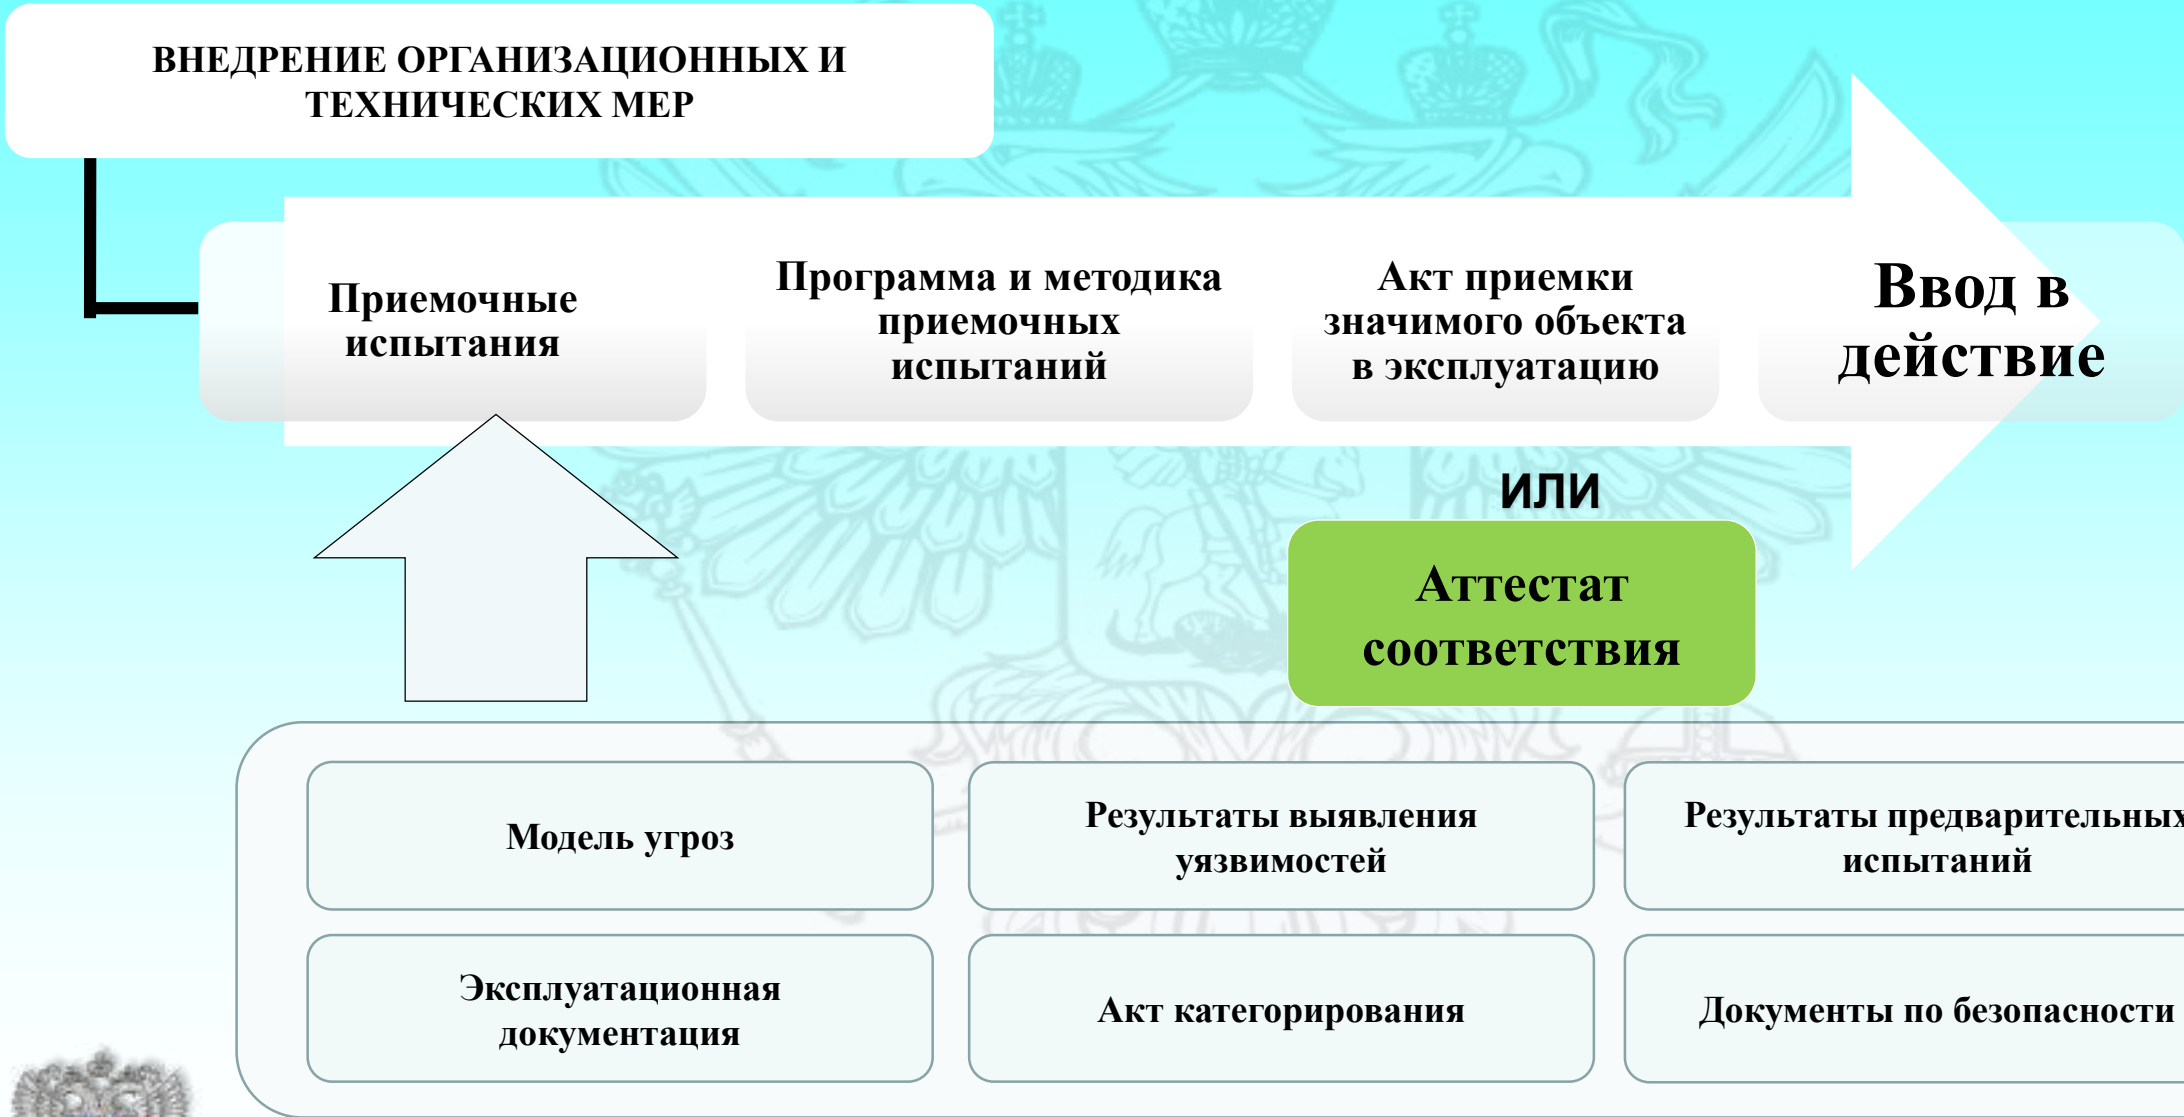 ВНЕДРЕНИЕ ОРГАНИЗАЦИОННЫХ И
ТЕХНИЧЕСКИХ МЕР
Приемочные
испытания
Программа и методика
приемочных
испытаний
Акт приемки
значимого объекта
в эксплуатацию
Ввод в
действие
ИЛИ
Аттестат
соответствия
Модель угроз
Результаты выявления
уязвимостей
Результаты предварительных
испытаний
Эксплуатационная
документация
Акт категорирования
Документы по безопасности